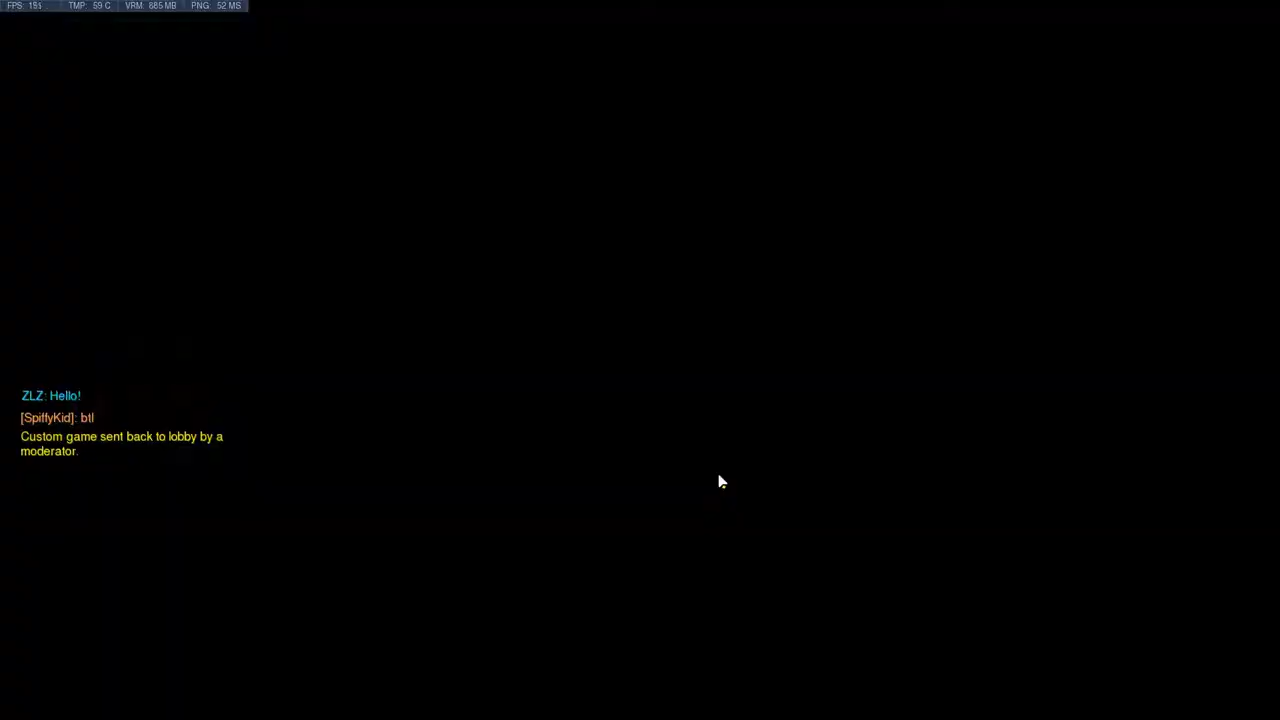 FPS: 151 TMP: 59 C VRM: 885 MB PNG: 52 MS
ZLZ: Hello!
[SpiffyKid]: btl
Custom game sent back to lobby by a
moderator.